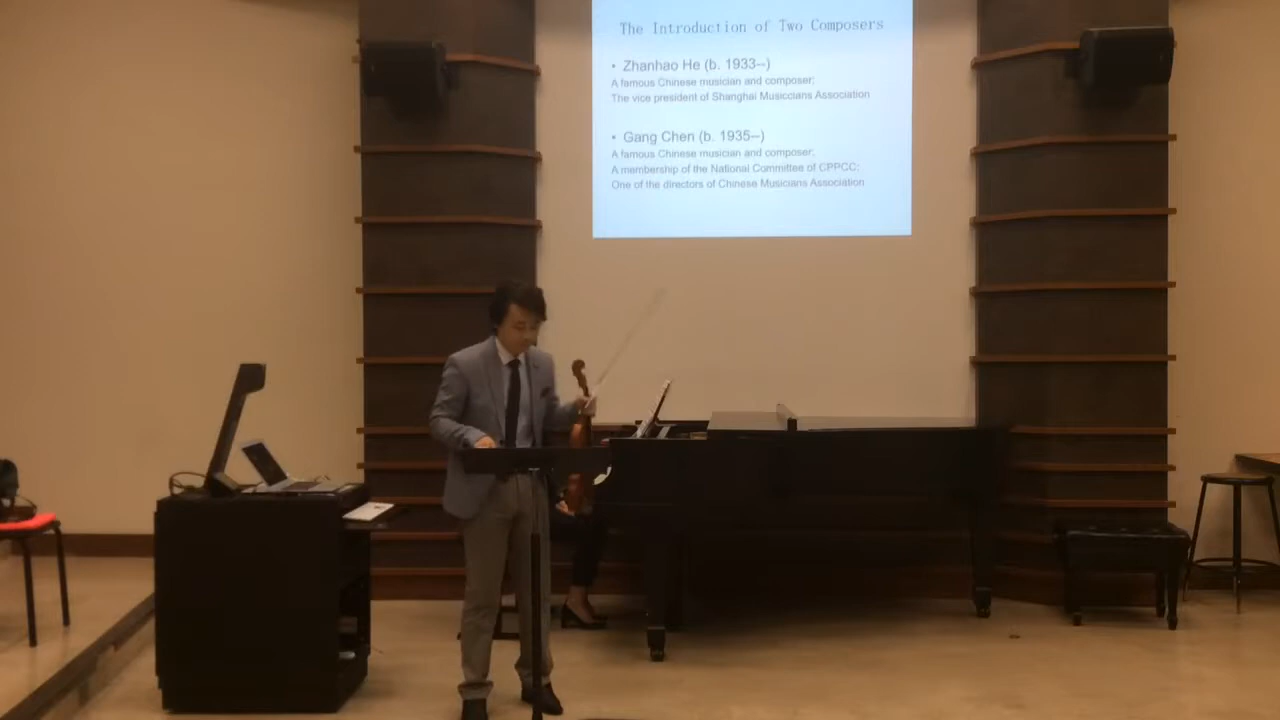 The Introduction of Two Composers
• Zhanhao He (b. 1933--)
A famous Chinese musician and composer;
The vice president of Shanghai Musiccians Association
• Gang Chen (b. 1935--)
A famous Chinese musician and composer;
A membership of the National Committee of CPPCC;
One of the directors of Chinese Musicians Association